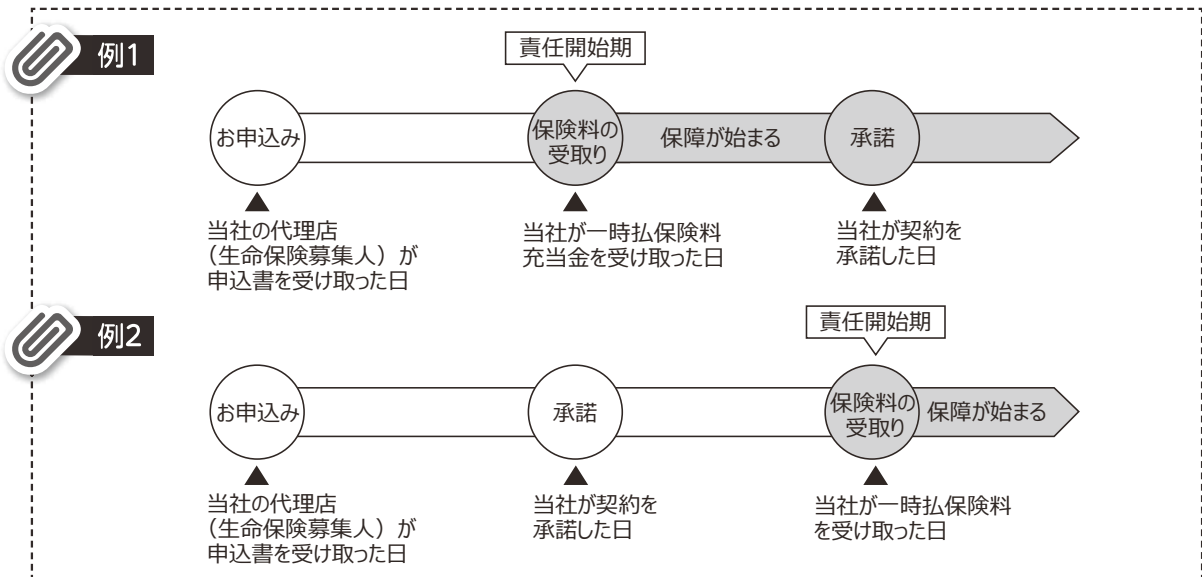 例1
責任開始期
お申込み
保険料の
受取り
保障が始まる
承諾
当社の代理店
（生命保険募集人）が
申込書を受け取った日
当社が一時払保険料
充当金を受け取った日
当社が契約を
承諾した日
例2
責任開始期
お申込み
承諾
保険料の
受取り
保障が始まる
当社の代理店
（生命保険募集人）が
申込書を受け取った日
当社が契約を
承諾した日
当社が一時払保険料
を受け取った日